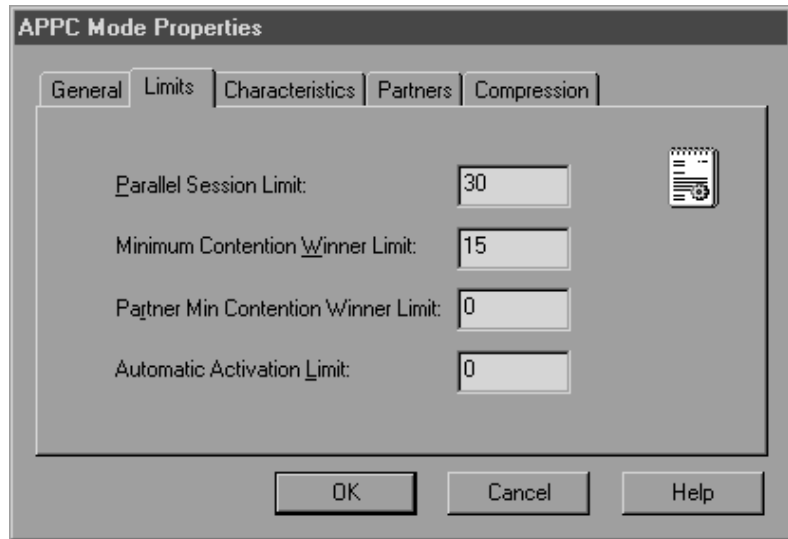 APPC Mode Properties
General Limits Characteristics Partners Compression
Parallel Session Limit: 30
Minimum Contention Winner Limit: 15
Partner Min Contention Winner Limit: 0
Automatic Activation Limit: 0
OK Cancel Help